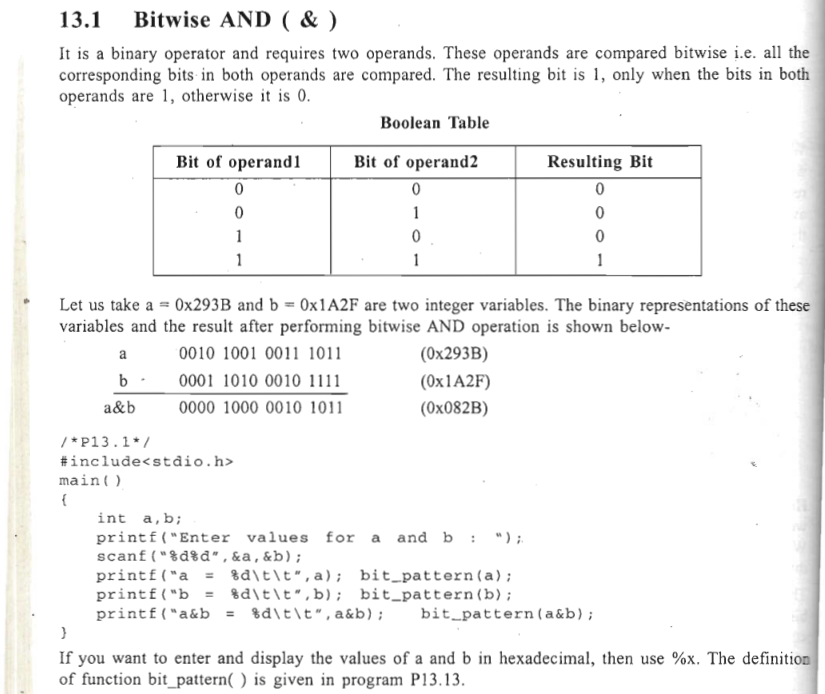 13.1 Bitwise AND ( & )
It is a binary operator and requires two operands. These operands are compared bitwise i.e. all the
corresponding bits in both operands are compared. The resulting bit is 1, only when the bits in both
operands are 1, otherwise it is 0.
Boolean Table
Bit of operand1 Bit of operand2 Resulting Bit
0 0 0
0 1 0
1 0 0
1 1 1
Let us take a = 0x293B and b = 0x1A2F are two integer variables. The binary representations of these
variables and the result after performing bitwise AND operation is shown below-
a 0010 1001 0011 1011 (0x293B)
b 0001 1010 0010 1111 (0x1A2F)
a&b 0000 1000 0010 1011 (0x082B)
/*P13.1*/
#include<stdio.h>
main( )
{
int a,b;
printf("Enter values for a and b : ");
scanf("%d%d",&a,&b);
printf("a = %d\t\t",a); bit_pattern(a);
printf("b = %d\t\t",b); bit_pattern(b);
printf("a&b = %d\t\t",a&b); bit_pattern(a&b);
}
If you want to enter and display the values of a and b in hexadecimal, then use %x. The definition
of function bit_pattern( ) is given in program P13.13.